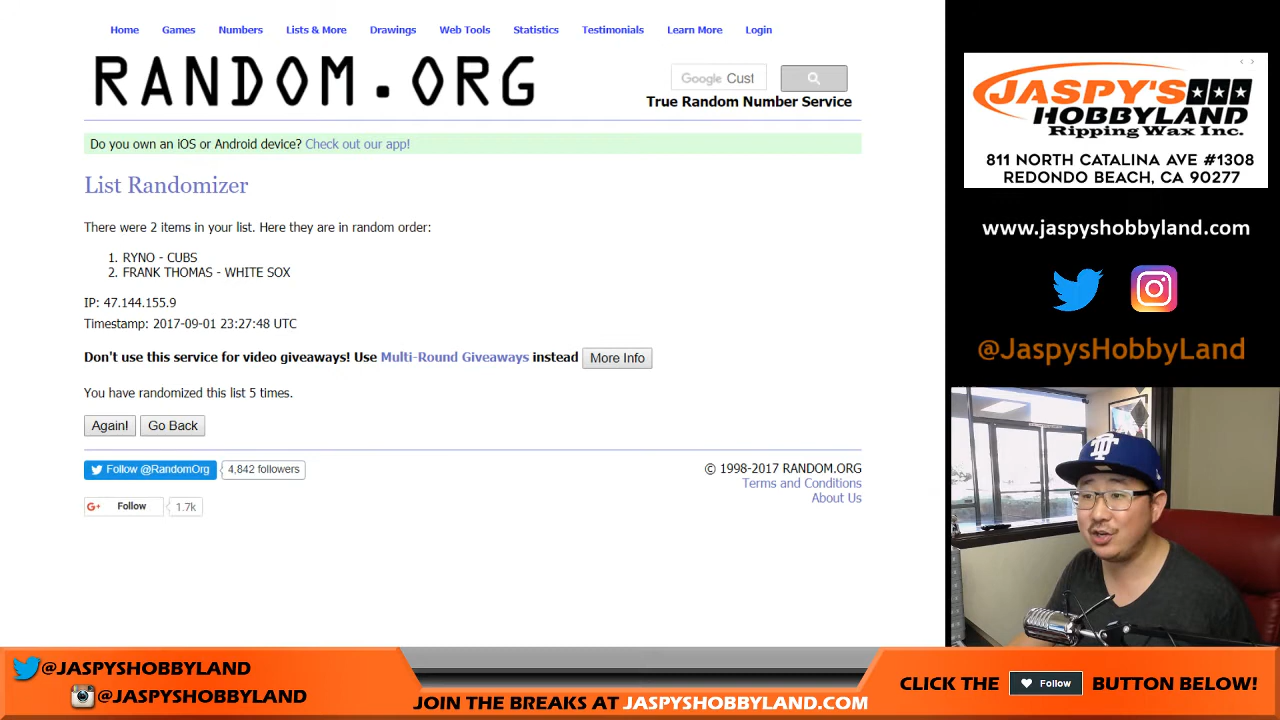 Home Games Numbers Lists & More Drawings Web Tools Statistics Testimonials Learn More Login
RANDOM.ORG
Google Cust
True Random Number Service
Do you own an iOS or Android device? Check out our app!
List Randomizer
There were 2 items in your list. Here they are in random order:
1. RYNO - CUBS
2. FRANK THOMAS - WHITE SOX
IP: 47.144.155.9
Timestamp: 2017-09-01 23:27:48 UTC
Don't use this service for video giveaways! Use Multi-Round Giveaways instead More Info
You have randomized this list 5 times.
Again! Go Back
Follow @RandomOrg 4,842 followers
G+ Follow 1.7k
© 1998-2017 RANDOM.ORG
Terms and Conditions
About Us
JASPY'S
HOBBYLAND
Ripping Wax Inc.
811 NORTH CATALINA AVE #1308
REDONDO BEACH, CA 90277
www.jaspyshobbyland.com
@JaspysHobbyLand
@JASPYSHOBBYLAND
@JASPYSHOBBYLAND
JOIN THE BREAKS AT JASPYSHOBBYLAND.COM
CLICK THE Follow BUTTON BELOW!